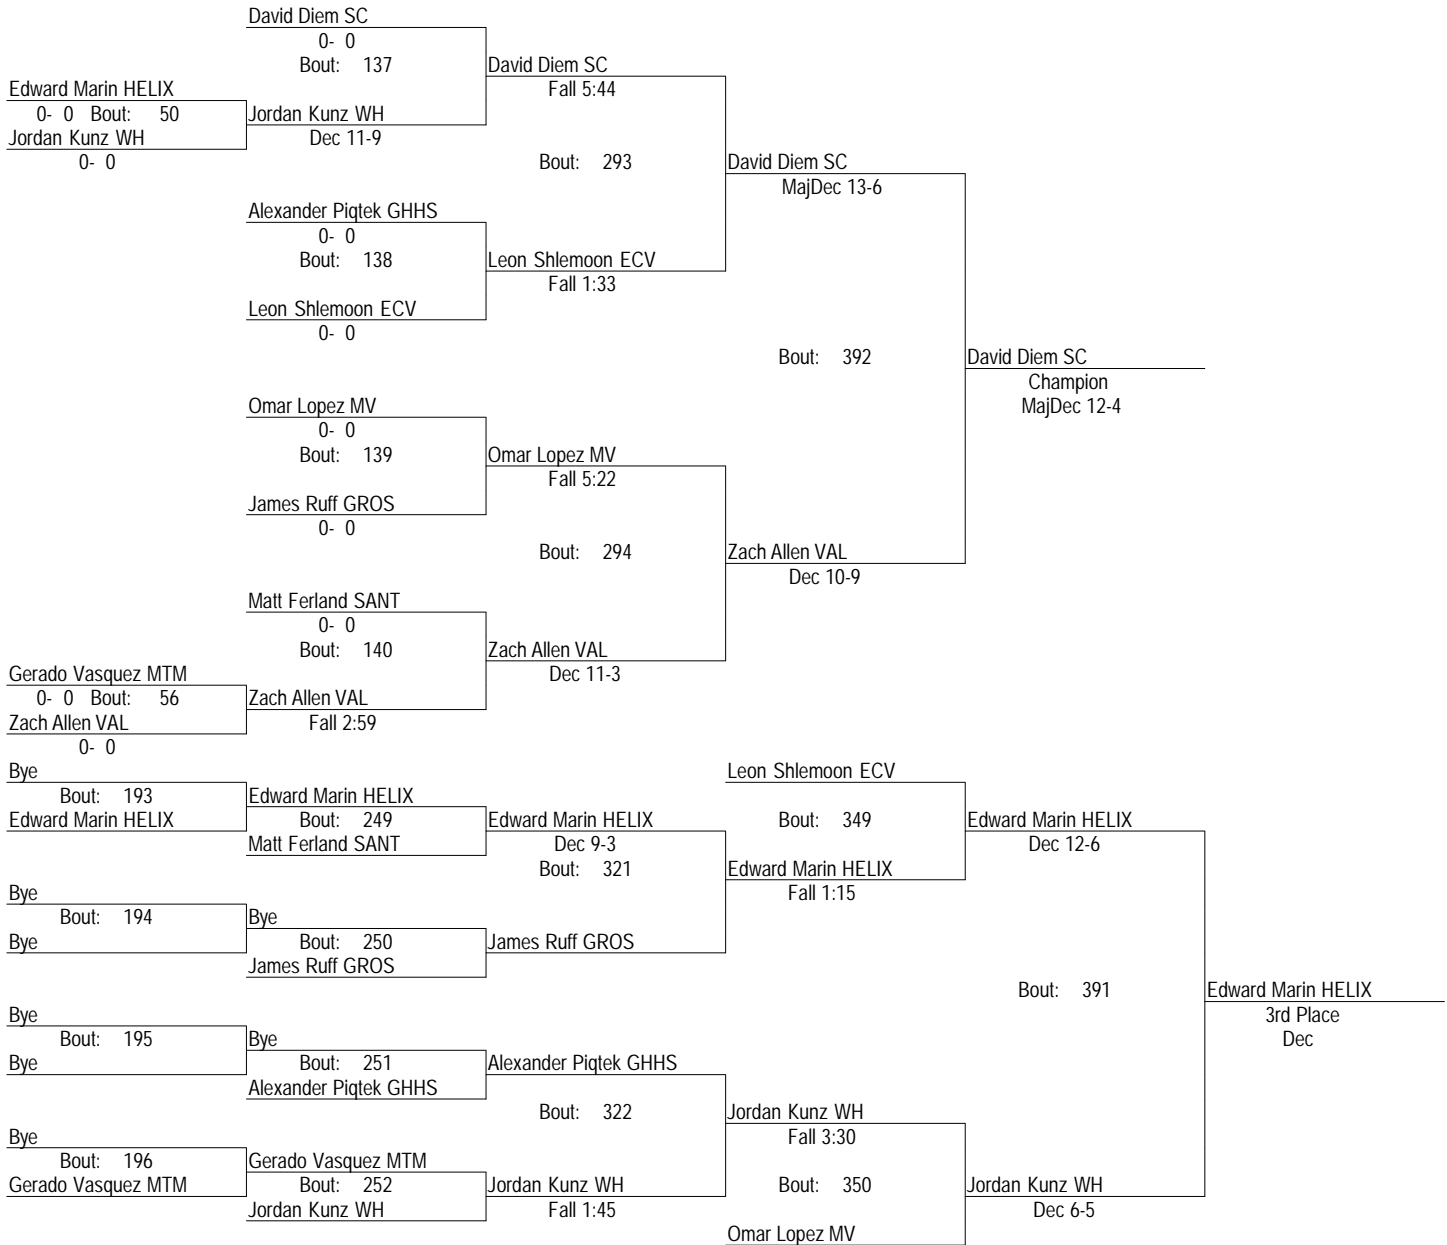 David Diem SC
0- 0
Bout: 137
David Diem SC
Edward Marin HELIX
Fall 5:44
0- 0 Bout: 50
Jordan Kunz WH
Jordan Kunz WH
Dec 11-9
0- 0
Bout: 293
David Diem SC
MajDec 13-6
Alexander Piqtek GHHS
0- 0
Bout: 138
Leon Shlemoon ECV
Fall 1:33
Leon Shlemoon ECV
0- 0
Bout: 392
David Diem SC
Champion
MajDec 12-4
Omar Lopez MV
0- 0
Bout: 139
Omar Lopez MV
Fall 5:22
James Ruff GROS
0- 0
Bout: 294
Zach Allen VAL
Dec 10-9
Matt Ferland SANT
0- 0
Bout: 140
Zach Allen VAL
Dec 11-3
Gerado Vasquez MTM
0- 0 Bout: 56
Zach Allen VAL
Zach Allen VAL
Fall 2:59
0- 0
Bye
Leon Shlemoon ECV
Bout: 193
Edward Marin HELIX
Edward Marin HELIX
Bout: 249
Edward Marin HELIX
Bout: 349
Edward Marin HELIX
Matt Ferland SANT
Dec 9-3
Dec 12-6
Bout: 321
Edward Marin HELIX
Fall 1:15
Bye
Bout: 194
Bye
Bye
Bout: 250
James Ruff GROS
James Ruff GROS
Bout: 391
Edward Marin HELIX
3rd Place
Dec
Bye
Bout: 195
Bye
Bye
Bout: 251
Alexander Piqtek GHHS
Alexander Piqtek GHHS
Bout: 322
Jordan Kunz WH
Fall 3:30
Bye
Bout: 196
Gerado Vasquez MTM
Gerado Vasquez MTM
Bout: 252
Jordan Kunz WH
Bout: 350
Jordan Kunz WH
Jordan Kunz WH
Fall 1:45
Dec 6-5
Omar Lopez MV